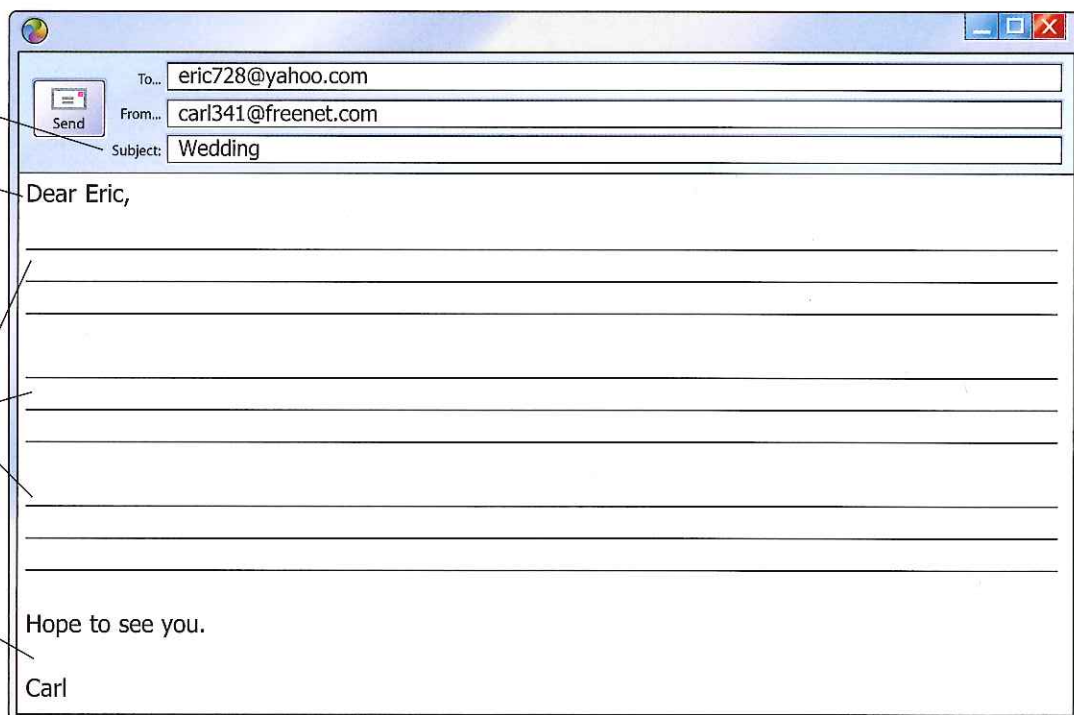 To... eric728@yahoo.com
Send
From... carl341@freenet.com
Subject: Wedding
Dear Eric,
Hope to see you.
Carl